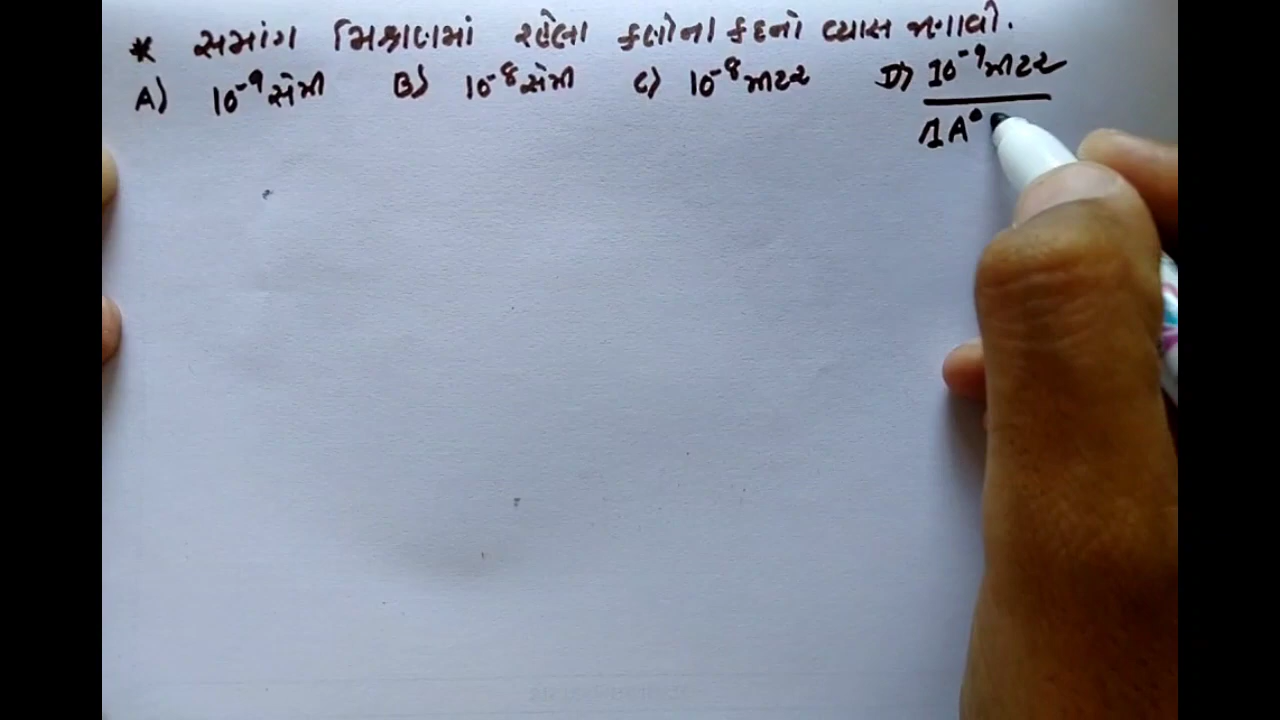 * સમાંગ મિશ્રણમાં રહેલા કણોના કદનો વ્યાસ જણાવો.
A) 10⁻⁹ સેમી B) 10⁻⁸ સેમી C) 10⁻⁸ મીટર D) 10⁻⁹ મીટર
1A°